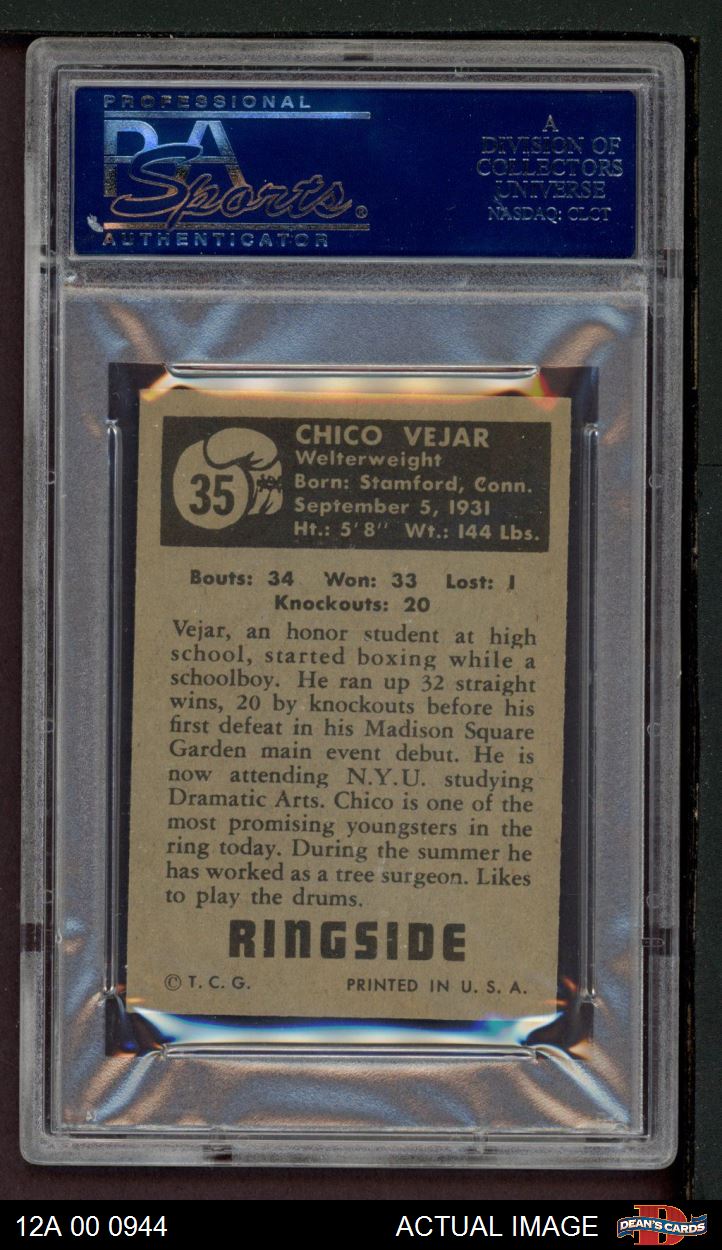 PROFESSIONAL
PSA
Sports®
AUTHENTICATOR
A
DIVISION OF
COLLECTORS
UNIVERSE
NASDAQ: CLCT
CHICO VEJAR
Welterweight
35
Born: Stamford, Conn.
September 5, 1931
Ht.: 5'8" Wt.: 144 Lbs.
Bouts: 34 Won: 33 Lost: 1
Knockouts: 20
Vejar, an honor student at high
school, started boxing while a
schoolboy. He ran up 32 straight
wins, 20 by knockouts before his
first defeat in his Madison Square
Garden main event debut. He is
now attending N.Y.U. studying
Dramatic Arts. Chico is one of the
most promising youngsters in the
ring today. During the summer he
has worked as a tree surgeon. Likes
to play the drums.
RINGSIDE
© T. C. G. PRINTED IN U. S. A.
12A 00 0944 ACTUAL IMAGE DEAN'S CARDS